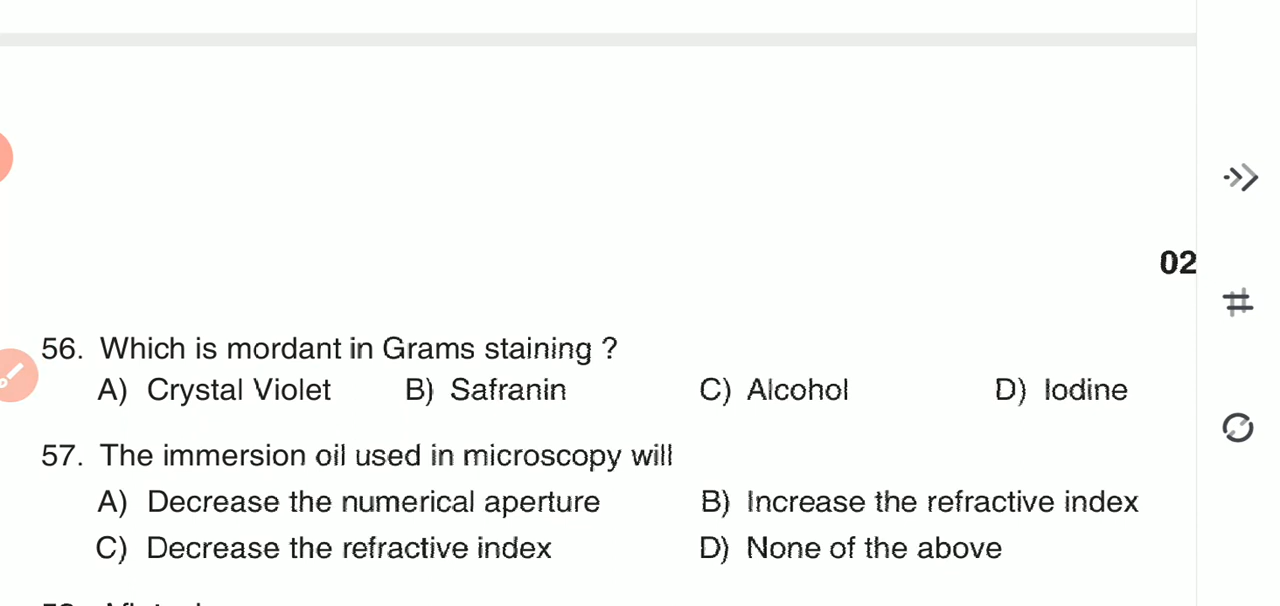 02
56. Which is mordant in Grams staining ?
A) Crystal Violet B) Safranin C) Alcohol D) Iodine
57. The immersion oil used in microscopy will
A) Decrease the numerical aperture B) Increase the refractive index
C) Decrease the refractive index D) None of the above